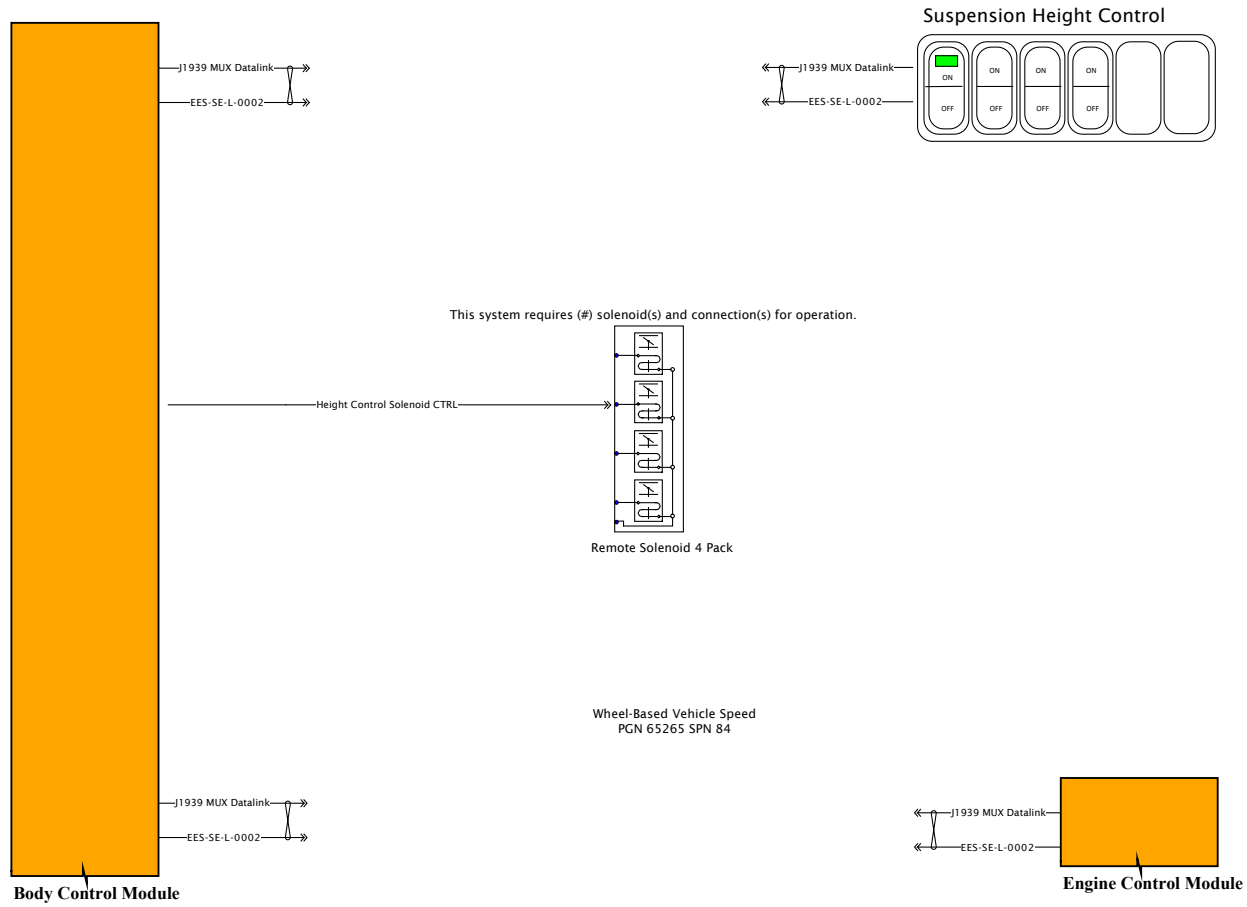 Suspension Height Control
J1939 MUX Datalink
J1939 MUX Datalink
ON
ON
ON
ON
EES-SE-L-0002
EES-SE-L-0002
OFF
OFF
OFF
OFF
This system requires (#) solenoid(s) and connection(s) for operation.
Height Control Solenoid CTRL
Remote Solenoid 4 Pack
Wheel-Based Vehicle Speed
PGN 65265 SPN 84
J1939 MUX Datalink
J1939 MUX Datalink
EES-SE-L-0002
EES-SE-L-0002
Body Control Module
Engine Control Module